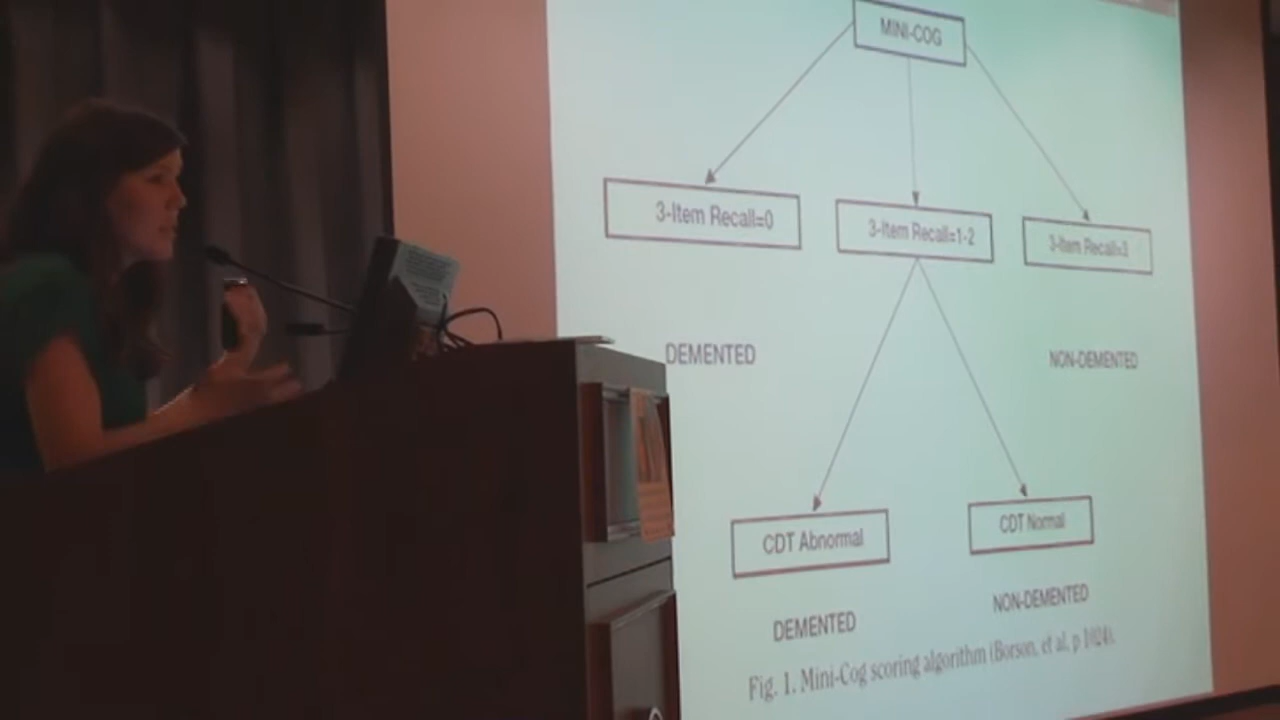 MINI-COG
3-Item Recall=0
3-Item Recall=1-2
3-Item Recall=3
DEMENTED
NON-DEMENTED
CDT Abnormal
CDT Normal
DEMENTED
NON-DEMENTED
Fig. 1. Mini-Cog scoring algorithm (Borson, et al, p 1024).